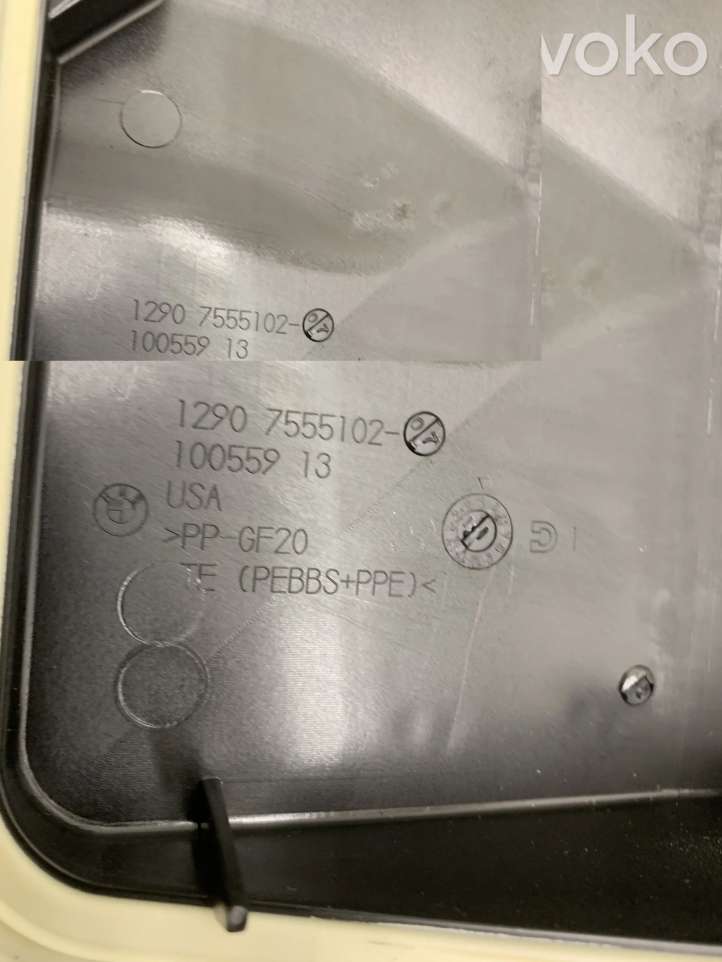 voko
1290 7555102-
100559 13
1290 7555102-
100559 13
USA
>PP-GF20
TE (PEBBS+PPE)<